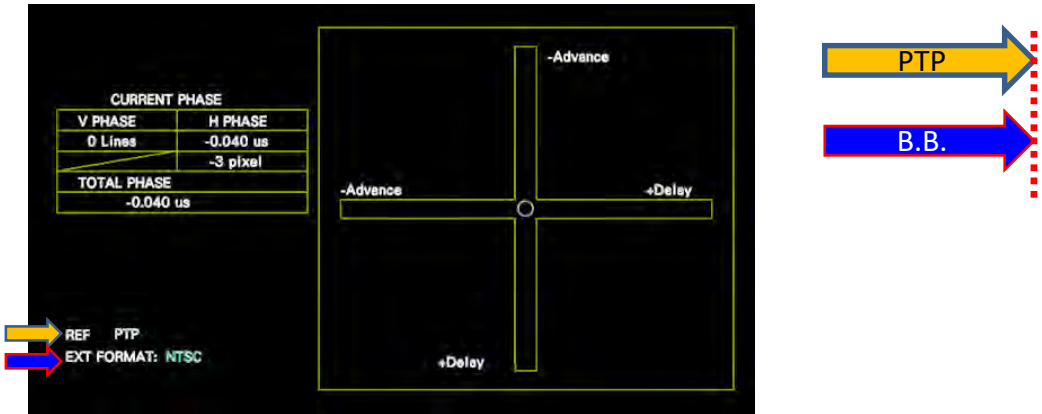 CURRENT PHASE
V PHASE H PHASE
0 Lines -0.040 us
-3 pixel
TOTAL PHASE
-0.040 us
REF PTP
EXT FORMAT: NTSC
-Advance
-Advance +Delay
+Delay
PTP
B.B.